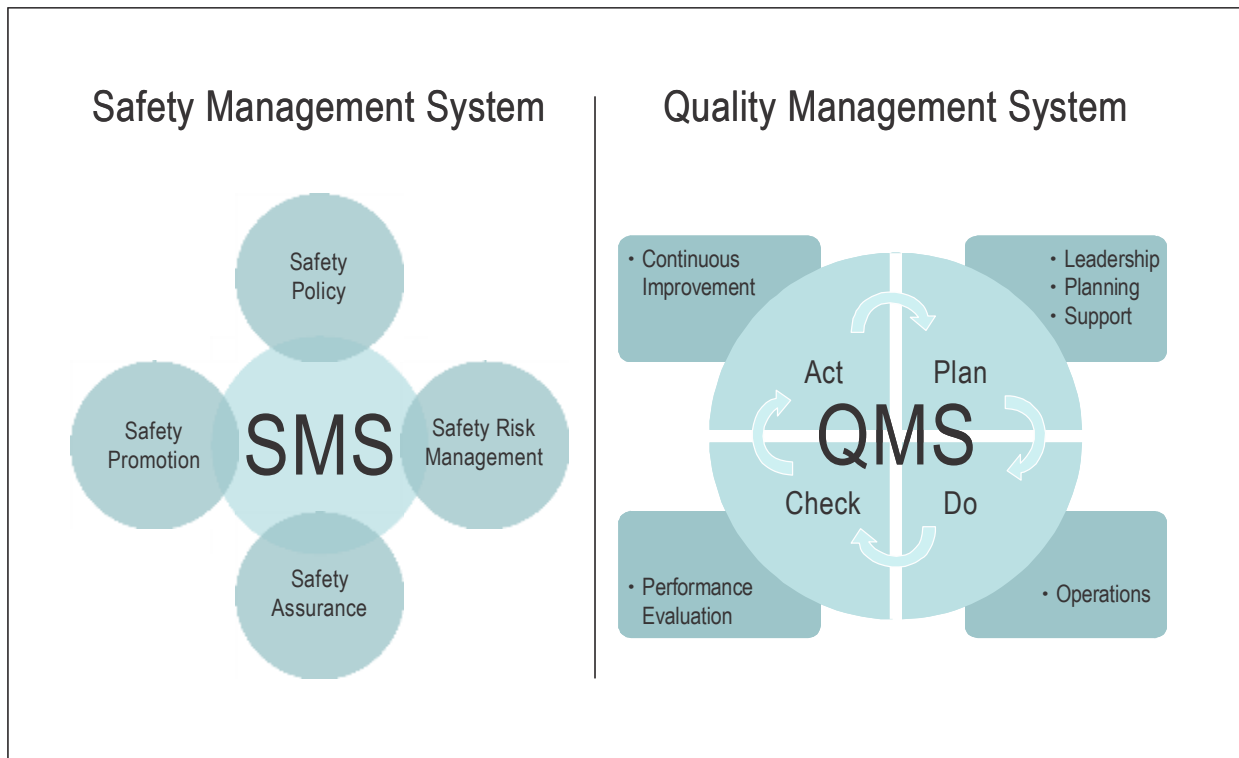 Safety Management System
Safety
Policy
Safety
Promotion
SMS
Safety Risk
Management
Safety
Assurance
Quality Management System
• Continuous
Improvement
• Leadership
• Planning
• Support
Act
Plan
QMS
Check
Do
• Performance
Evaluation
• Operations